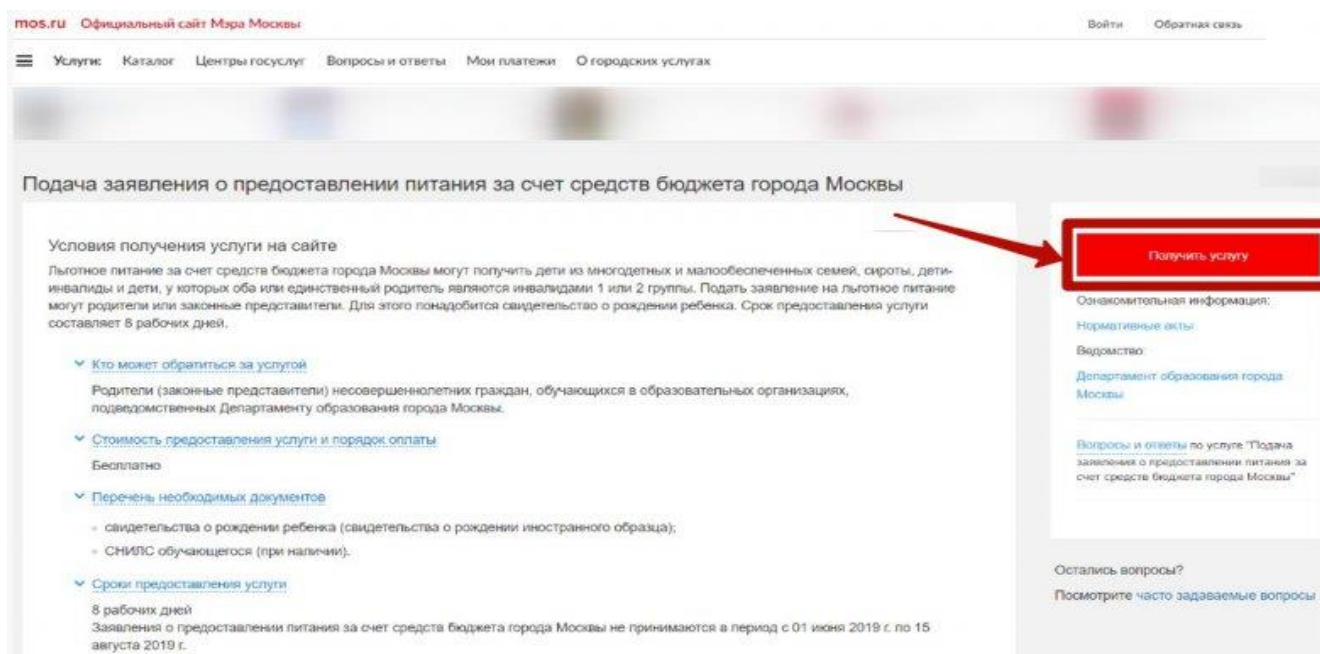 mos.ru Официальный сайт Мэра Москвы
Войти Обратная связь
Услуги: Каталог Центры госуслуг Вопросы и ответы Мои платежи О городских услугах
Подача заявления о предоставлении питания за счет средств бюджета города Москвы
Условия получения услуги на сайте
Льготное питание за счет средств бюджета города Москвы могут получить дети из многодетных и малообеспеченных семей, сироты, дети-
инвалиды и дети, у которых оба или единственный родитель являются инвалидами 1 или 2 группы. Подать заявление на льготное питание
могут родители или законные представители. Для этого понадобится свидетельство о рождении ребенка. Срок предоставления услуги
составляет 8 рабочих дней.
Кто может обратиться за услугой
Родители (законные представители) несовершеннолетних граждан, обучающихся в образовательных организациях,
подведомственных Департаменту образования города Москвы.
Стоимость предоставления услуги и порядок оплаты
Бесплатно
Перечень необходимых документов
свидетельства о рождении ребенка (свидетельства о рождении иностранного образца);
СНИЛС обучающегося (при наличии).
Сроки предоставления услуги
8 рабочих дней
Заявления о предоставлении питания за счет средств бюджета города Москвы не принимаются в период с 01 июня 2019 г. по 15
августа 2019 г.
Получить услугу
Ознакомительная информация:
Нормативные акты
Ведомство:
Департамент образования города
Москвы
Вопросы и ответы по услуге "Подача
заявления о предоставлении питания за
счет средств бюджета города Москвы"
Остались вопросы?
Посмотрите часто задаваемые вопросы